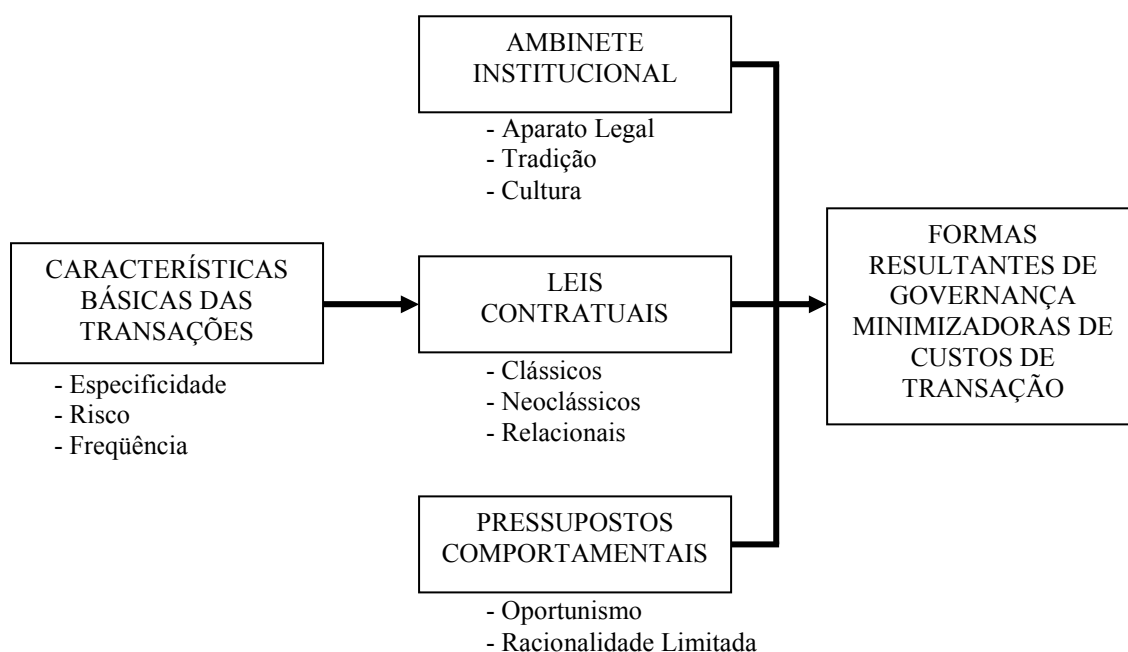 AMBINETE
INSTITUCIONAL
- Aparato Legal
- Tradição
- Cultura
CARACTERÍSTICAS
BÁSICAS DAS
TRANSAÇÕES
- Especificidade
- Risco
- Freqüência
LEIS
CONTRATUAIS
- Clássicos
- Neoclássicos
- Relacionais
PRESSUPOSTOS
COMPORTAMENTAIS
- Oportunismo
- Racionalidade Limitada
FORMAS
RESULTANTES DE
GOVERNANÇA
MINIMIZADORAS DE
CUSTOS DE
TRANSAÇÃO